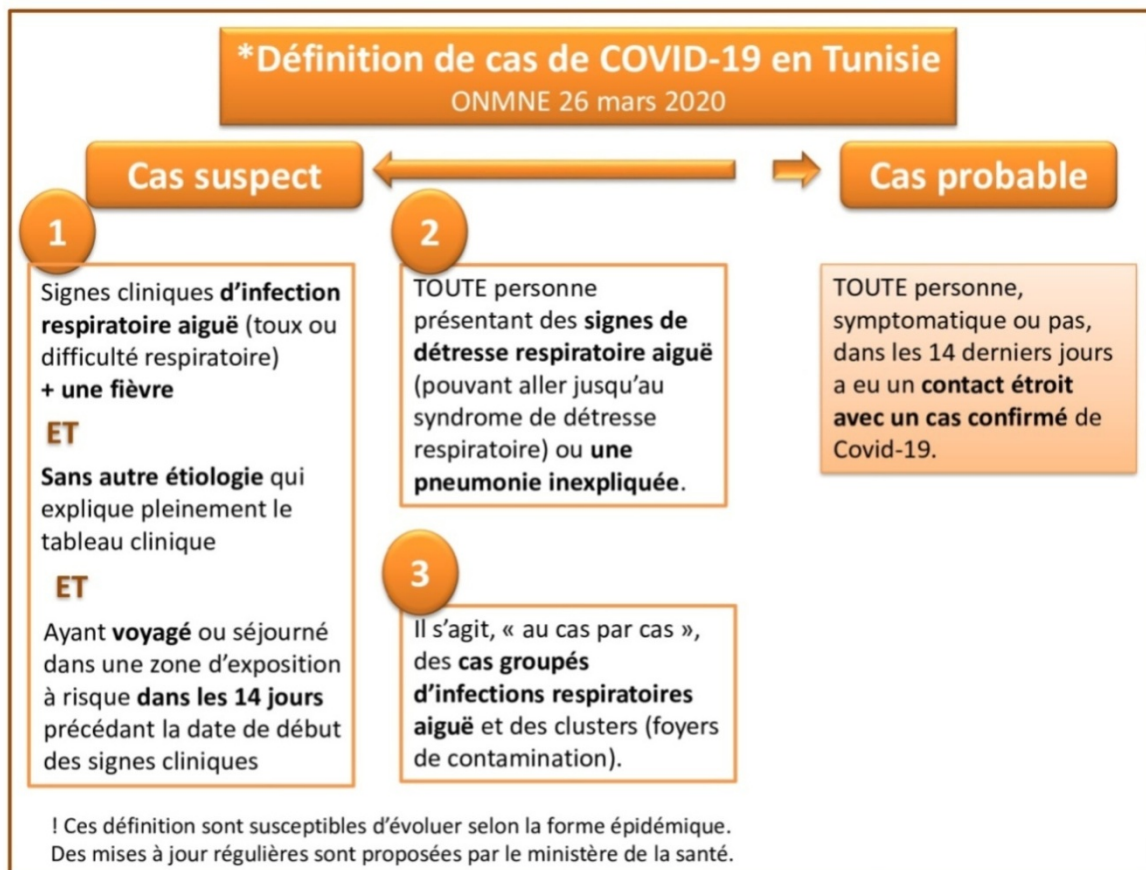 *Définition de cas de COVID-19 en Tunisie
ONMNE 26 mars 2020
Cas suspect
Cas probable
1
Signes cliniques d'infection
respiratoire aiguë (toux ou
difficulté respiratoire)
+ une fièvre
ET
Sans autre étiologie qui
explique pleinement le
tableau clinique
ET
Ayant voyagé ou séjourné
dans une zone d'exposition
à risque dans les 14 jours
précédant la date de début
des signes cliniques
2
TOUTE personne
présentant des signes de
détresse respiratoire aiguë
(pouvant aller jusqu'au
syndrome de détresse
respiratoire) ou une
pneumonie inexpliquée.
3
Il s'agit, « au cas par cas »,
des cas groupés
d'infections respiratoires
aiguë et des clusters (foyers
de contamination).
TOUTE personne,
symptomatique ou pas,
dans les 14 derniers jours
a eu un contact étroit
avec un cas confirmé de
Covid-19.
! Ces définition sont susceptibles d'évoluer selon la forme épidémique.
Des mises à jour régulières sont proposées par le ministère de la santé.